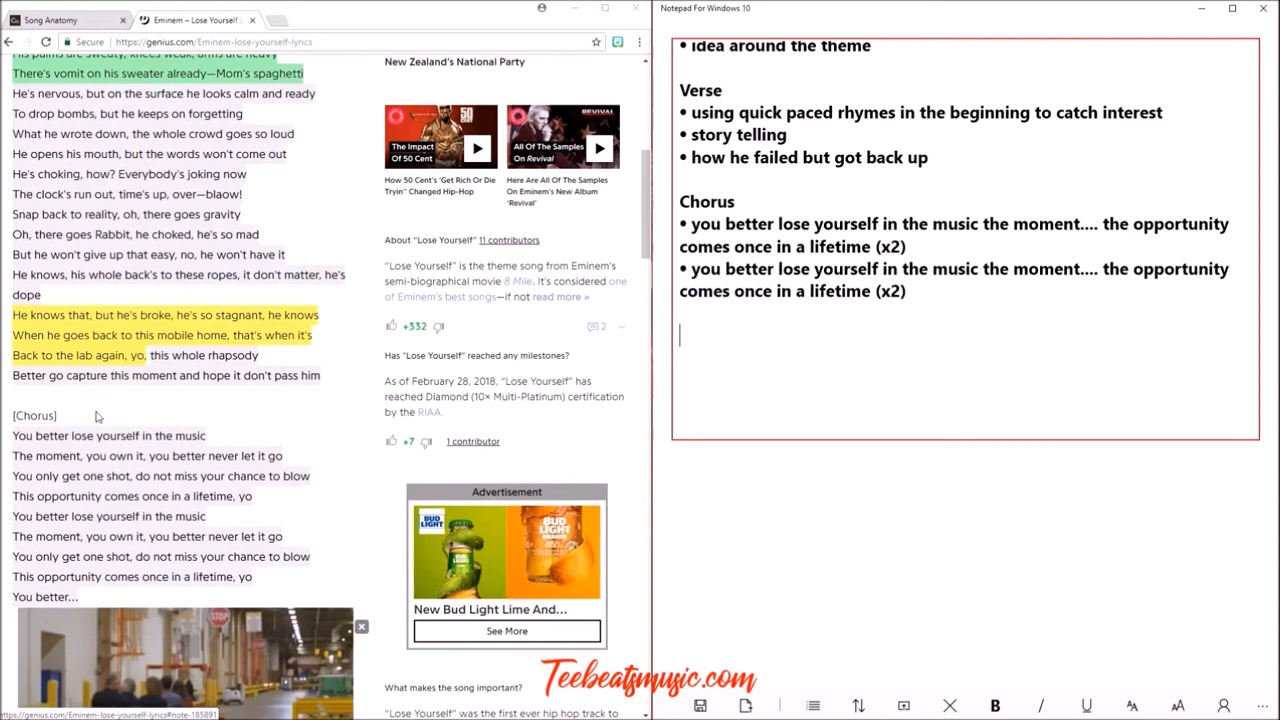 Song Anatomy
Eminem – Lose Yourself
Secure
https://genius.com/Eminem-lose-yourself-lyrics
His palms are sweaty, knees weak, arms are heavy
There's vomit on his sweater already—Mom's spaghetti
He's nervous, but on the surface he looks calm and ready
To drop bombs, but he keeps on forgetting
What he wrote down, the whole crowd goes so loud
He opens his mouth, but the words won't come out
He's choking, how? Everybody's joking now
The clock's run out, time's up, over—blaow!
Snap back to reality, oh, there goes gravity
Oh, there goes Rabbit, he choked, he's so mad
But he won't give up that easy, no, he won't have it
He knows, his whole back's to these ropes, it don't matter, he's
dope
He knows that, but he's broke, he's so stagnant, he knows
When he goes back to this mobile home, that's when it's
Back to the lab again, yo, this whole rhapsody
Better go capture this moment and hope it don't pass him
[Chorus]
You better lose yourself in the music
The moment, you own it, you better never let it go
You only get one shot, do not miss your chance to blow
This opportunity comes once in a lifetime, yo
You better lose yourself in the music
The moment, you own it, you better never let it go
You only get one shot, do not miss your chance to blow
This opportunity comes once in a lifetime, yo
You better...
STOP
https://genius.com/Eminem-lose-yourself-lyrics#note-185891
New Zealand's National Party
The Impact
Of 50 Cent
REVIVAL
All Of The Samples
On Revival
How 50 Cent's 'Get Rich Or Die
Tryin'' Changed Hip-Hop
Here Are All Of The Samples
On Eminem's New Album
'Revival'
About “Lose Yourself” 11 contributors
“Lose Yourself” is the theme song from Eminem's
semi-biographical movie 8 Mile. It's considered one
of Eminem's best songs—if not read more »
+332
2
Has “Lose Yourself” reached any milestones?
As of February 28, 2018, “Lose Yourself” has
reached Diamond (10× Multi-Platinum) certification
by the RIAA.
+7
1 contributor
Advertisement
BUD
LIGHT
New Bud Light Lime And...
See More
What makes the song important?
“Lose Yourself” was the first ever hip hop track to
Notepad For Windows 10
• idea around the theme
Verse
• using quick paced rhymes in the beginning to catch interest
• story telling
• how he failed but got back up
Chorus
• you better lose yourself in the music the moment.... the opportunity
comes once in a lifetime (x2)
• you better lose yourself in the music the moment.... the opportunity
comes once in a lifetime (x2)
Teebeatsmusic.com
B I U